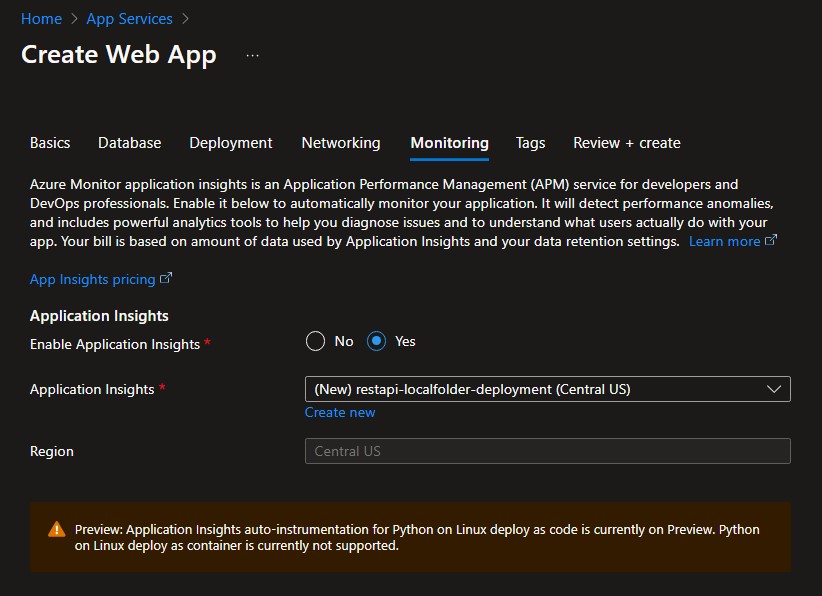 Home > App Services >
Create Web App ...
Basics Database Deployment Networking Monitoring Tags Review + create
Azure Monitor application insights is an Application Performance Management (APM) service for developers and
DevOps professionals. Enable it below to automatically monitor your application. It will detect performance anomalies,
and includes powerful analytics tools to help you diagnose issues and to understand what users actually do with your
app. Your bill is based on amount of data used by Application Insights and your data retention settings. Learn more
App Insights pricing
Application Insights
Enable Application Insights * No Yes
Application Insights * (New) restapi-localfolder-deployment (Central US)
Create new
Region Central US
Preview: Application Insights auto-instrumentation for Python on Linux deploy as code is currently on Preview. Python
on Linux deploy as container is currently not supported.